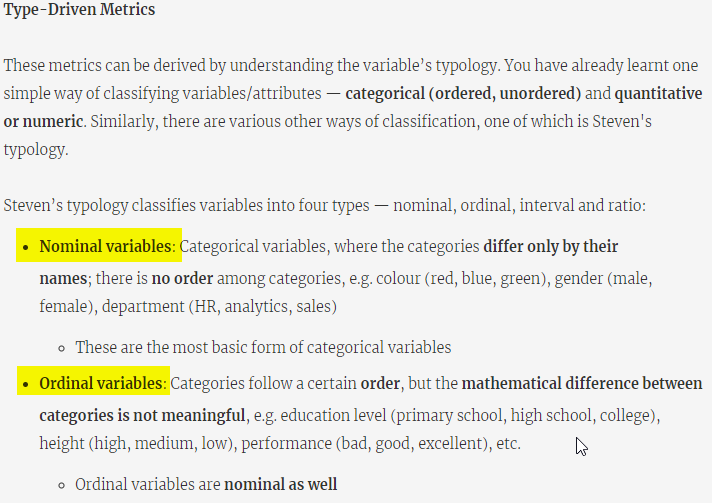 Type-Driven Metrics
These metrics can be derived by understanding the variable’s typology. You have already learnt one
simple way of classifying variables/attributes — categorical (ordered, unordered) and quantitative
or numeric. Similarly, there are various other ways of classification, one of which is Steven's
typology.
Steven’s typology classifies variables into four types — nominal, ordinal, interval and ratio:
• Nominal variables: Categorical variables, where the categories differ only by their
names; there is no order among categories, e.g. colour (red, blue, green), gender (male,
female), department (HR, analytics, sales)
◦ These are the most basic form of categorical variables
• Ordinal variables: Categories follow a certain order, but the mathematical difference between
categories is not meaningful, e.g. education level (primary school, high school, college),
height (high, medium, low), performance (bad, good, excellent), etc.
◦ Ordinal variables are nominal as well